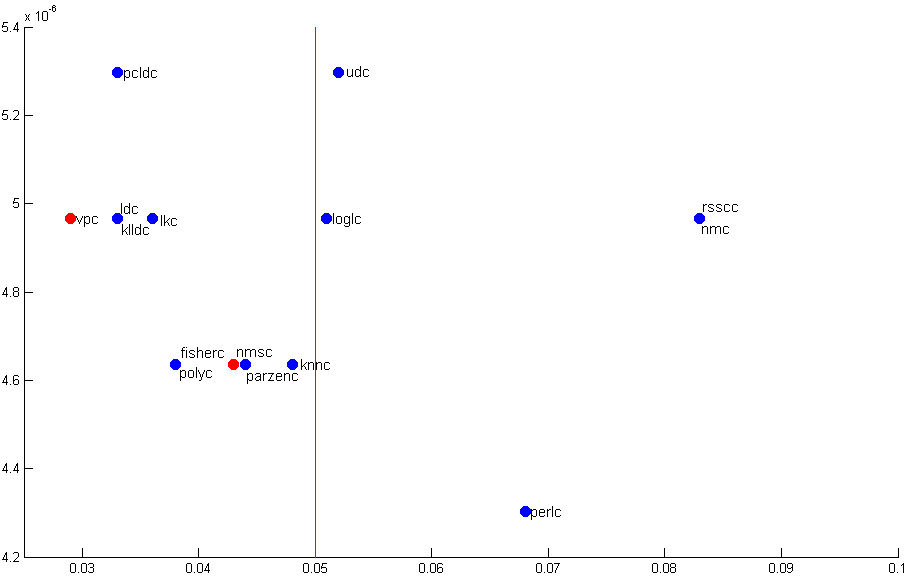 x 10-6
5.4
5.2
5
4.8
4.6
4.4
4.2
pcldc
udc
vpc
ldc
klldc
lkc
loglc
rsscc
nmc
fisherc
polyc
nmsc
parzenc
knnc
perlc
0.03
0.04
0.05
0.06
0.07
0.08
0.09
0.1